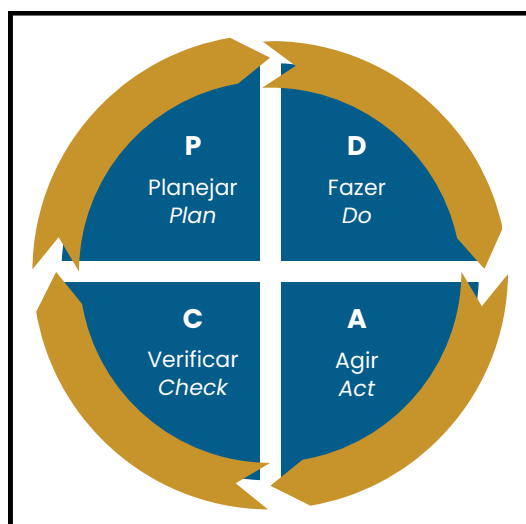 P
Planejar
Plan
D
Fazer
Do
C
Verificar
Check
A
Agir
Act